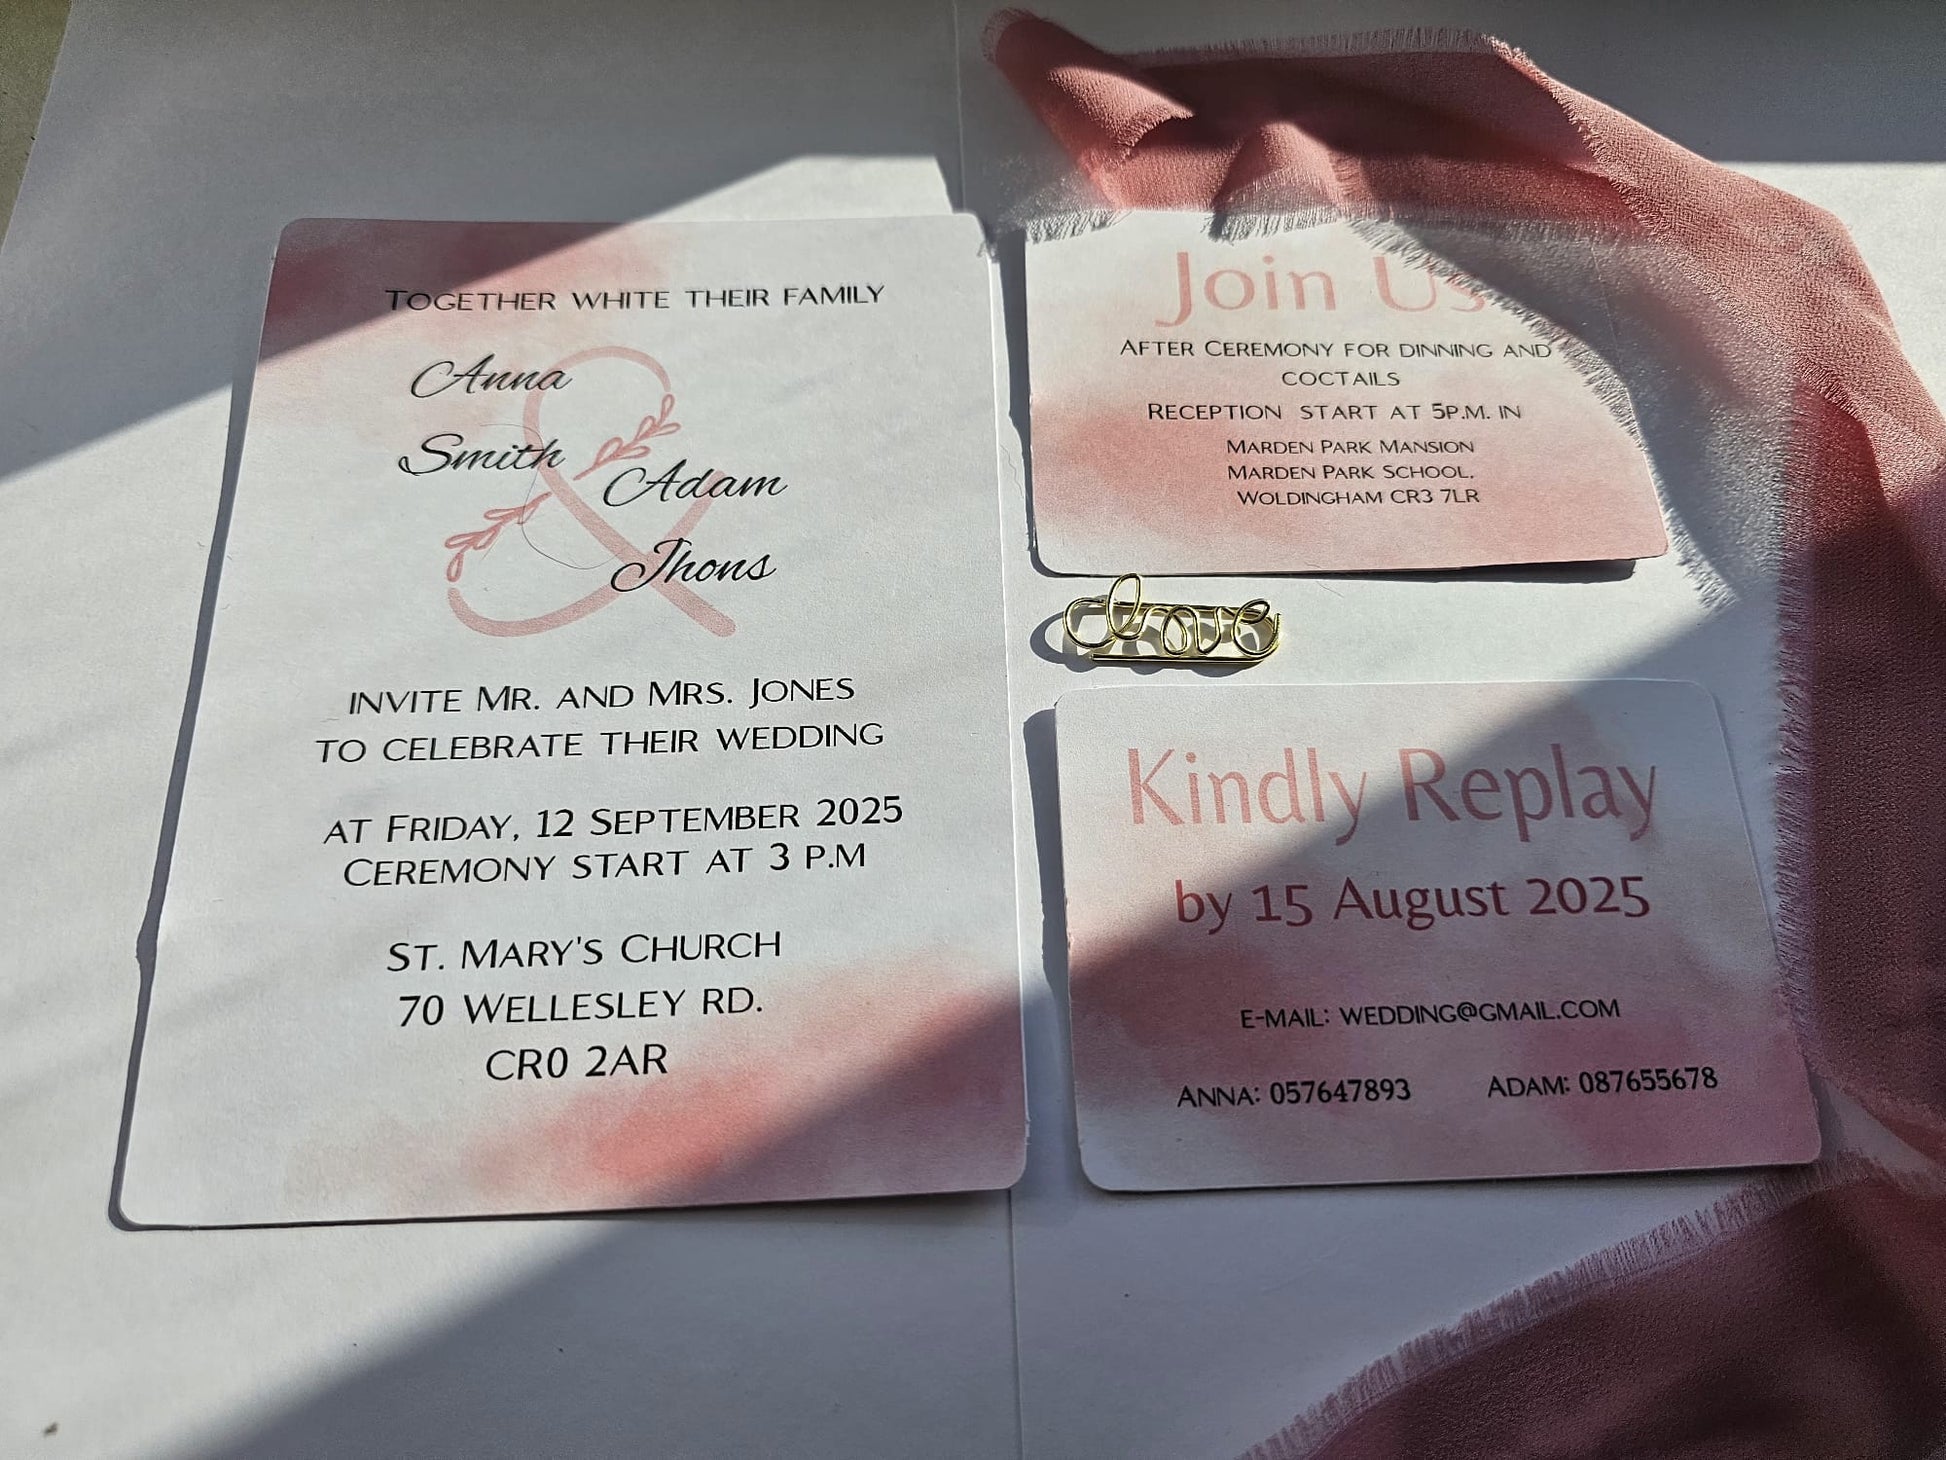 Together white their family
Anna
Smith
Adam
Jhons
invite Mr. and Mrs. Jones
to celebrate their wedding
at Friday, 12 September 2025
Ceremony start at 3 p.m
St. Mary's Church
70 Wellesley Rd.
CR0 2AR
Join Us
After Ceremony for dinning and
coctails
Reception start at 5p.m. in
Marden Park Mansion
Marden Park School,
Woldingham CR3 7LR
love
Kindly Replay
by 15 August 2025
e-mail: wedding@gmail.com
Anna: 057647893 Adam: 087655678